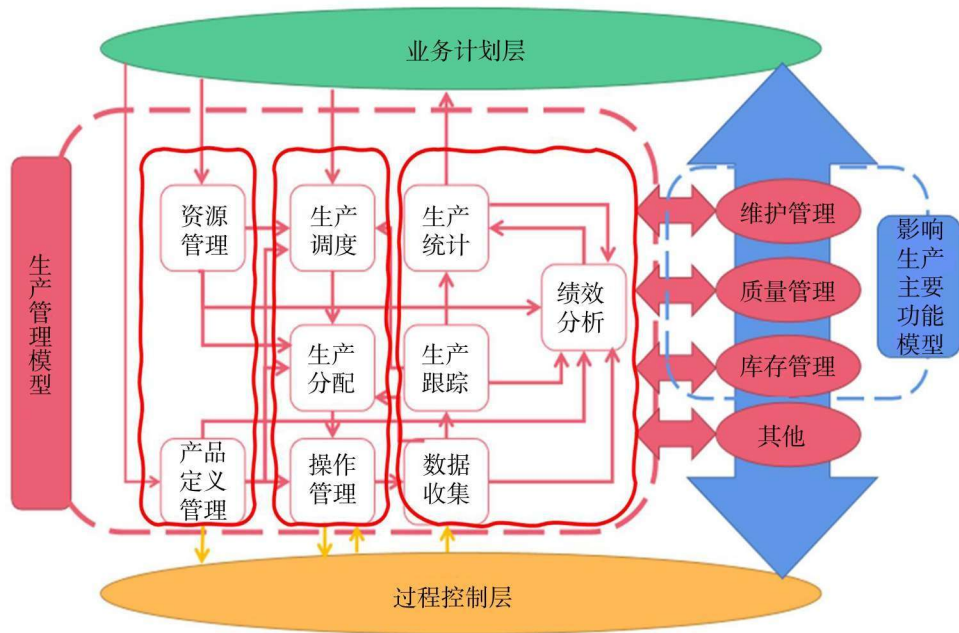 业务计划层
生产管理模型
资源
管理
生产
调度
生产
统计
绩效
分析
生产
分配
生产
跟踪
产品
定义
管理
操作
管理
数据
收集
维护管理
质量管理
库存管理
其他
影响
生产
主要
功能
模型
过程控制层